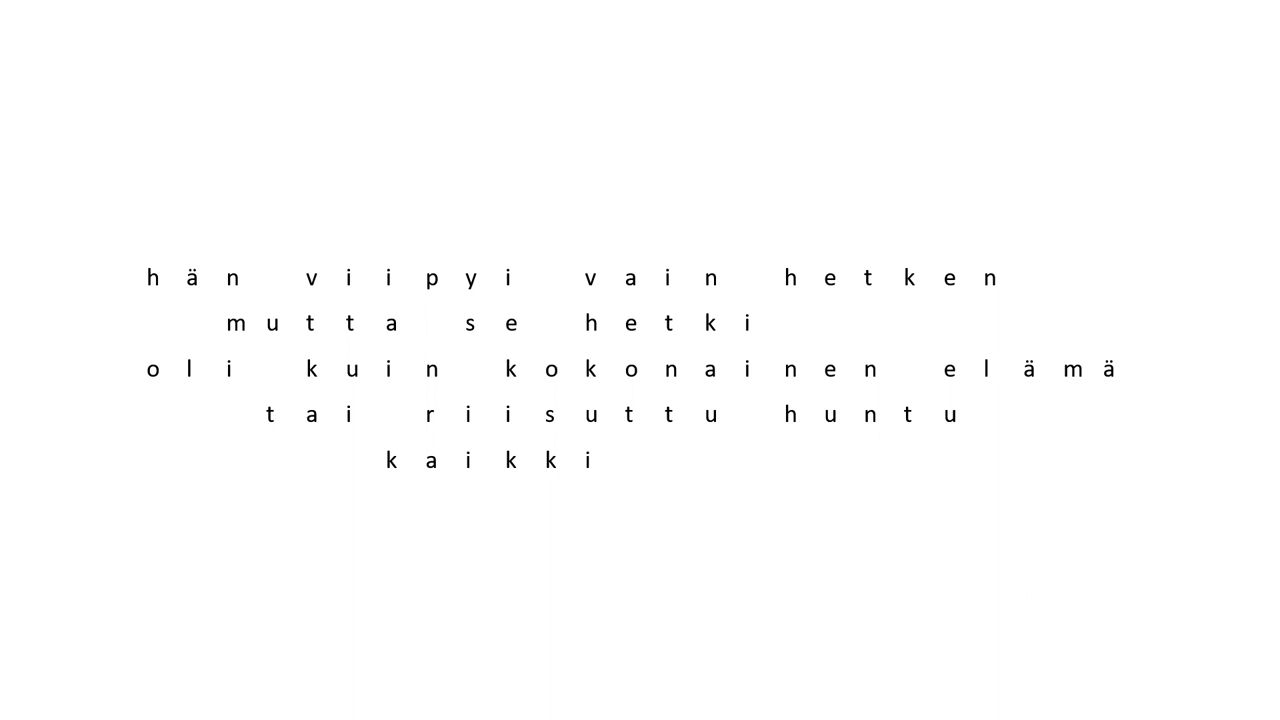 hän viipyi vain hetken
mutta se hetki
oli kuin kokonainen elämä
tai riisuttu huntu
kaikki